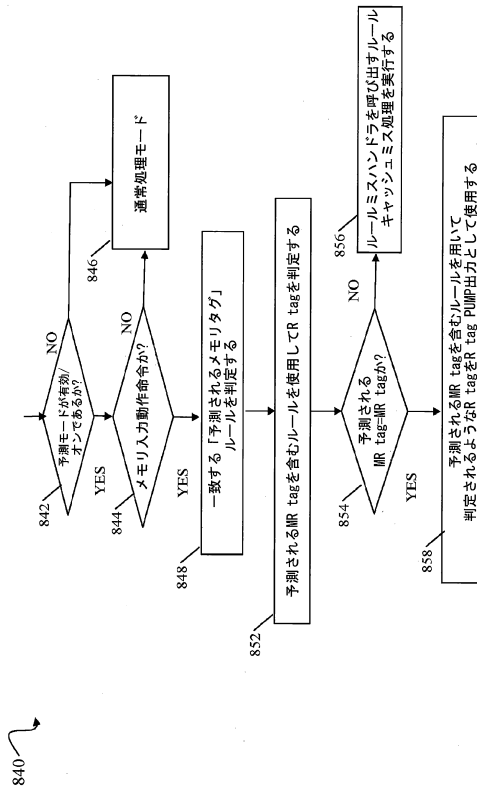 840
842
予測モードが有効/
オンであるか?
NO
YES
844
メモリ入力動作命令か?
NO
YES
846
通常処理モード
848
一致する「予測されるメモリタグ」
ルールを判定する
852
予測されるMR tagを含むルールを使用してR tagを判定する
854
予測される
MR tag=MR tagか?
NO
YES
856
ルールミスハンドラを呼び出すルール
キャッシュミス処理を実行する
858
予測されるMR tagを含むルールを用いて
判定されるようなR tagをR tag PUMP出力として使用する